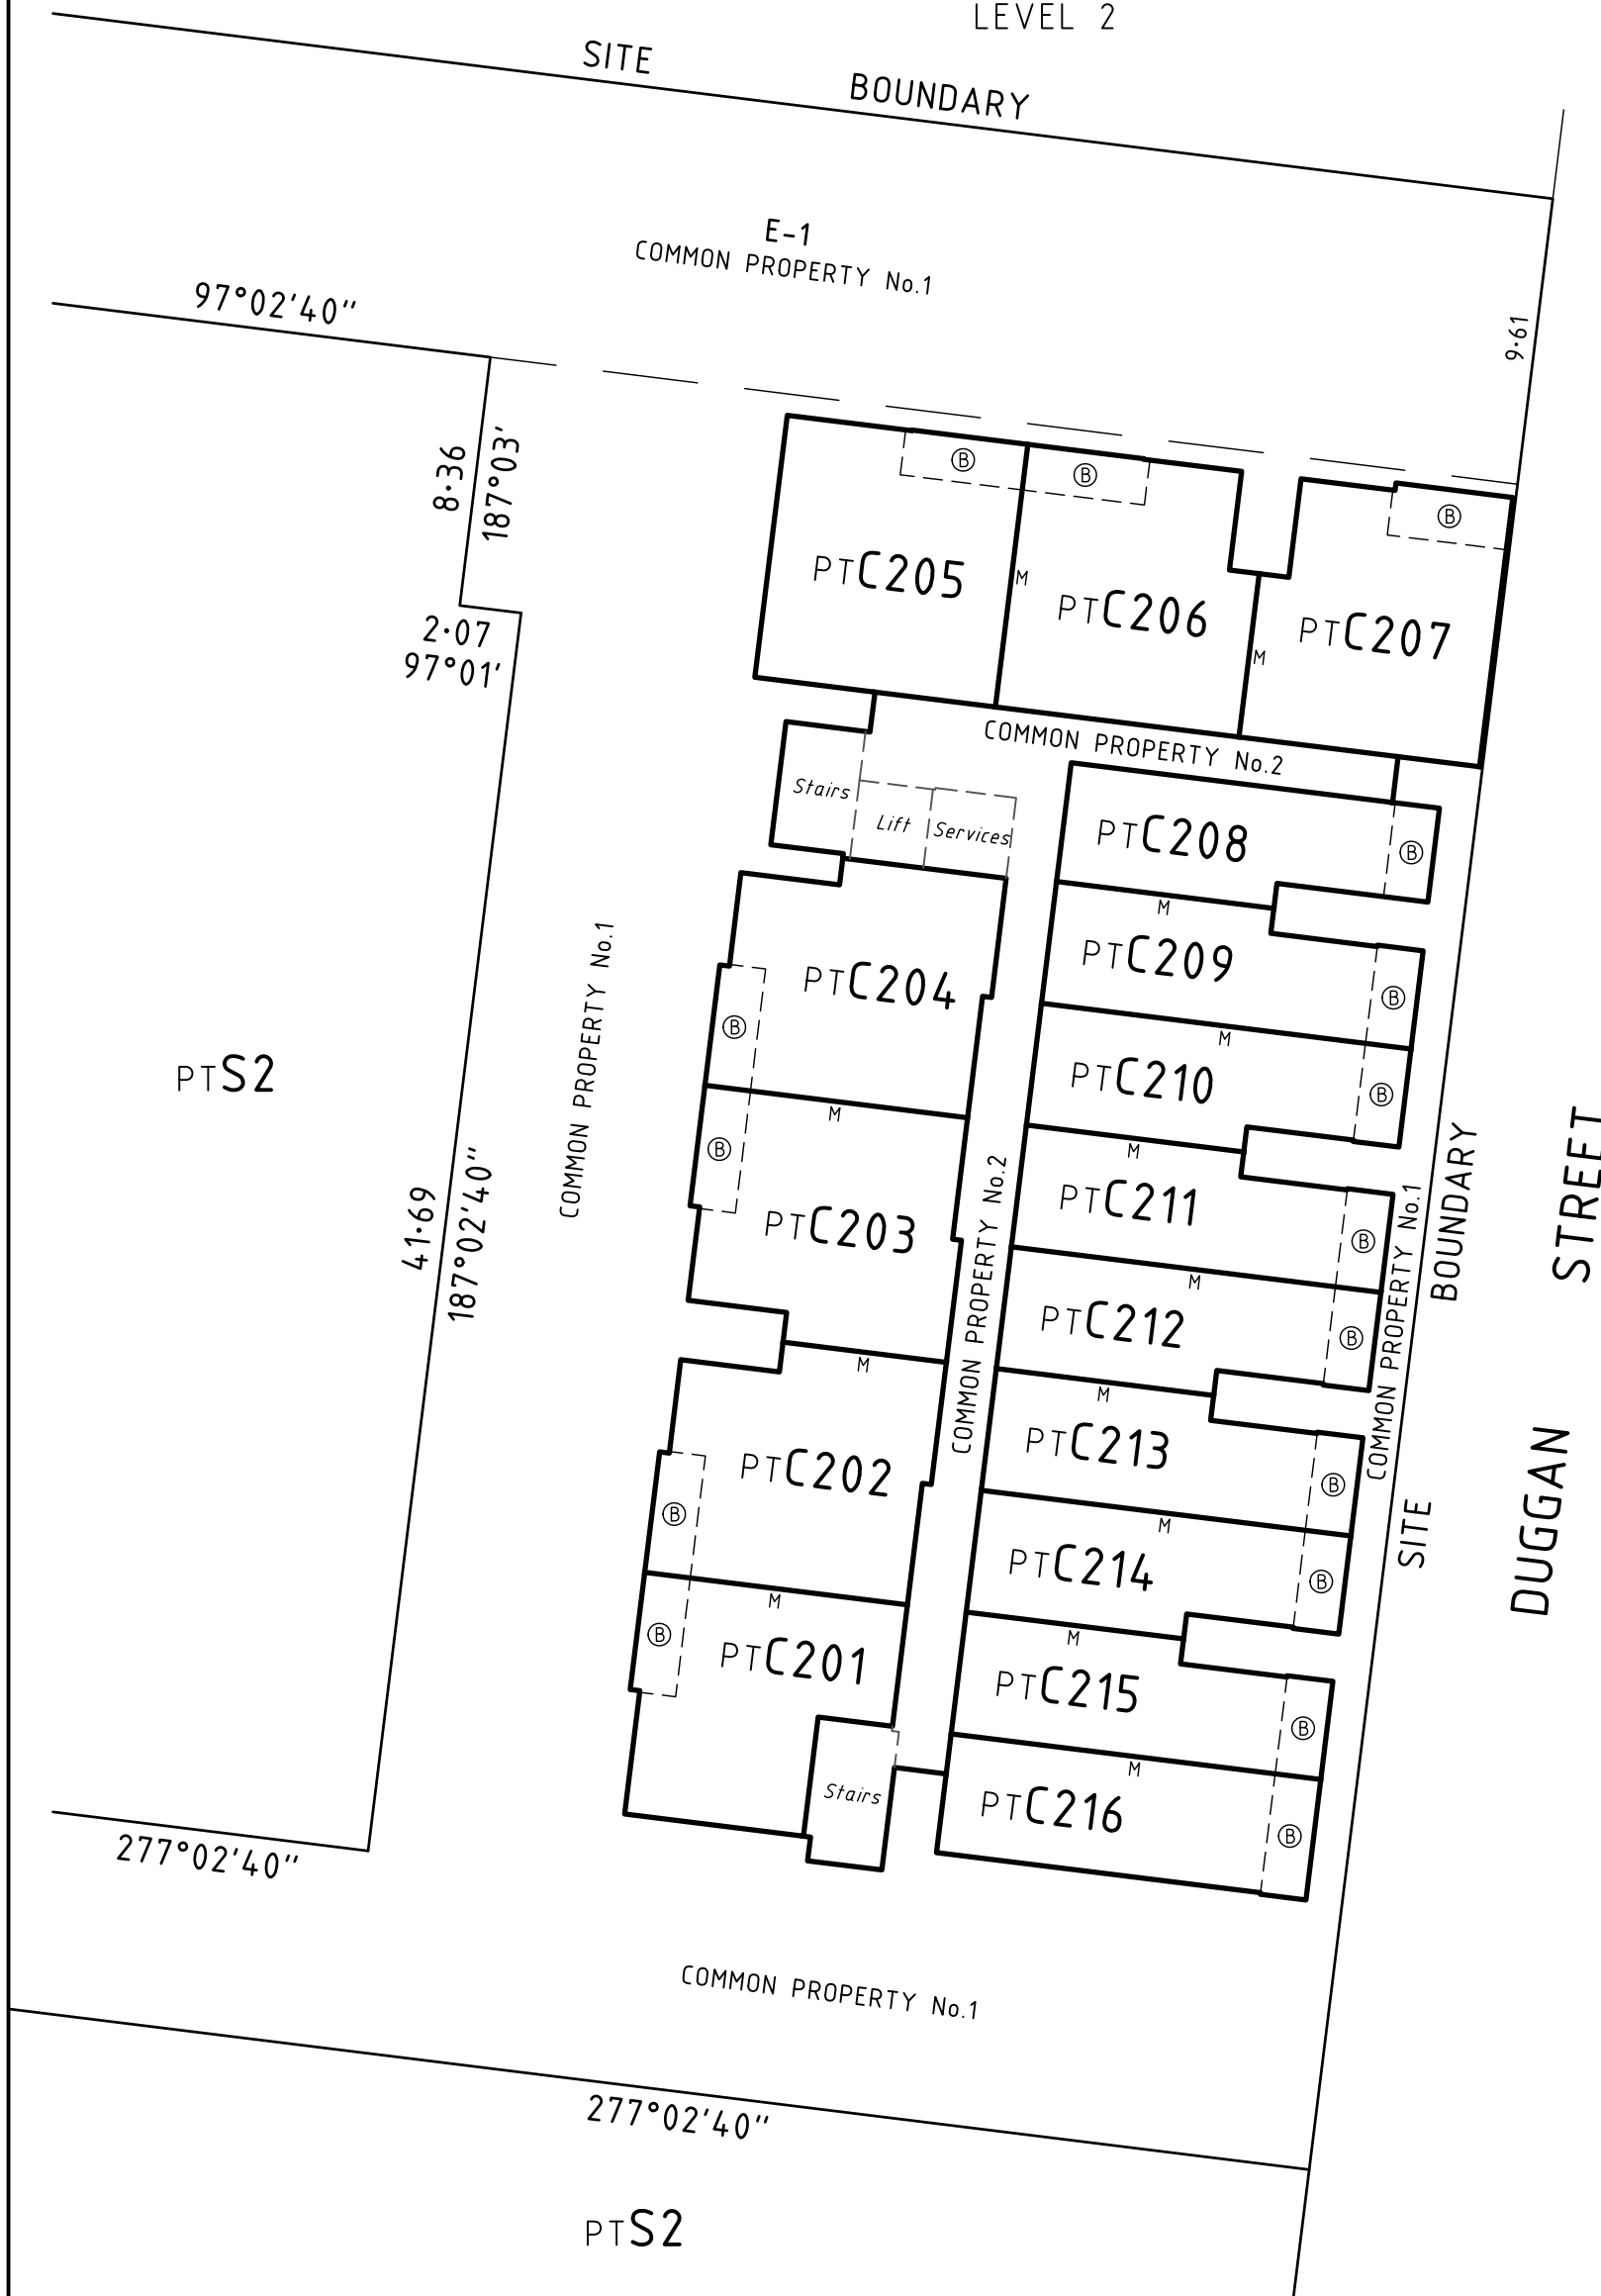 LEVEL 2
SITE BOUNDARY
E-1
COMMON PROPERTY No.1
97°02'40"
9·61
8·36
187°03'
2·07
97°01'
B
B
B
PTC205
M
PTC206
M
PTC207
COMMON PROPERTY No.2
Stairs
Lift
Services
PTC208
B
M
PTC209
B
PTC204
B
M
PTC210
B
COMMON PROPERTY No.1
PTS2
M
B
PTC203
M
PTC211
B
41·69
187°02'40"
COMMON PROPERTY No.2
M
PTC212
B
COMMON PROPERTY No.1
SITE BOUNDARY
DUGGAN STREET
M
PTC202
B
M
PTC213
B
M
PTC214
B
M
PTC201
B
M
PTC215
B
Stairs
M
PTC216
B
277°02'40"
COMMON PROPERTY No.1
277°02'40"
PTS2